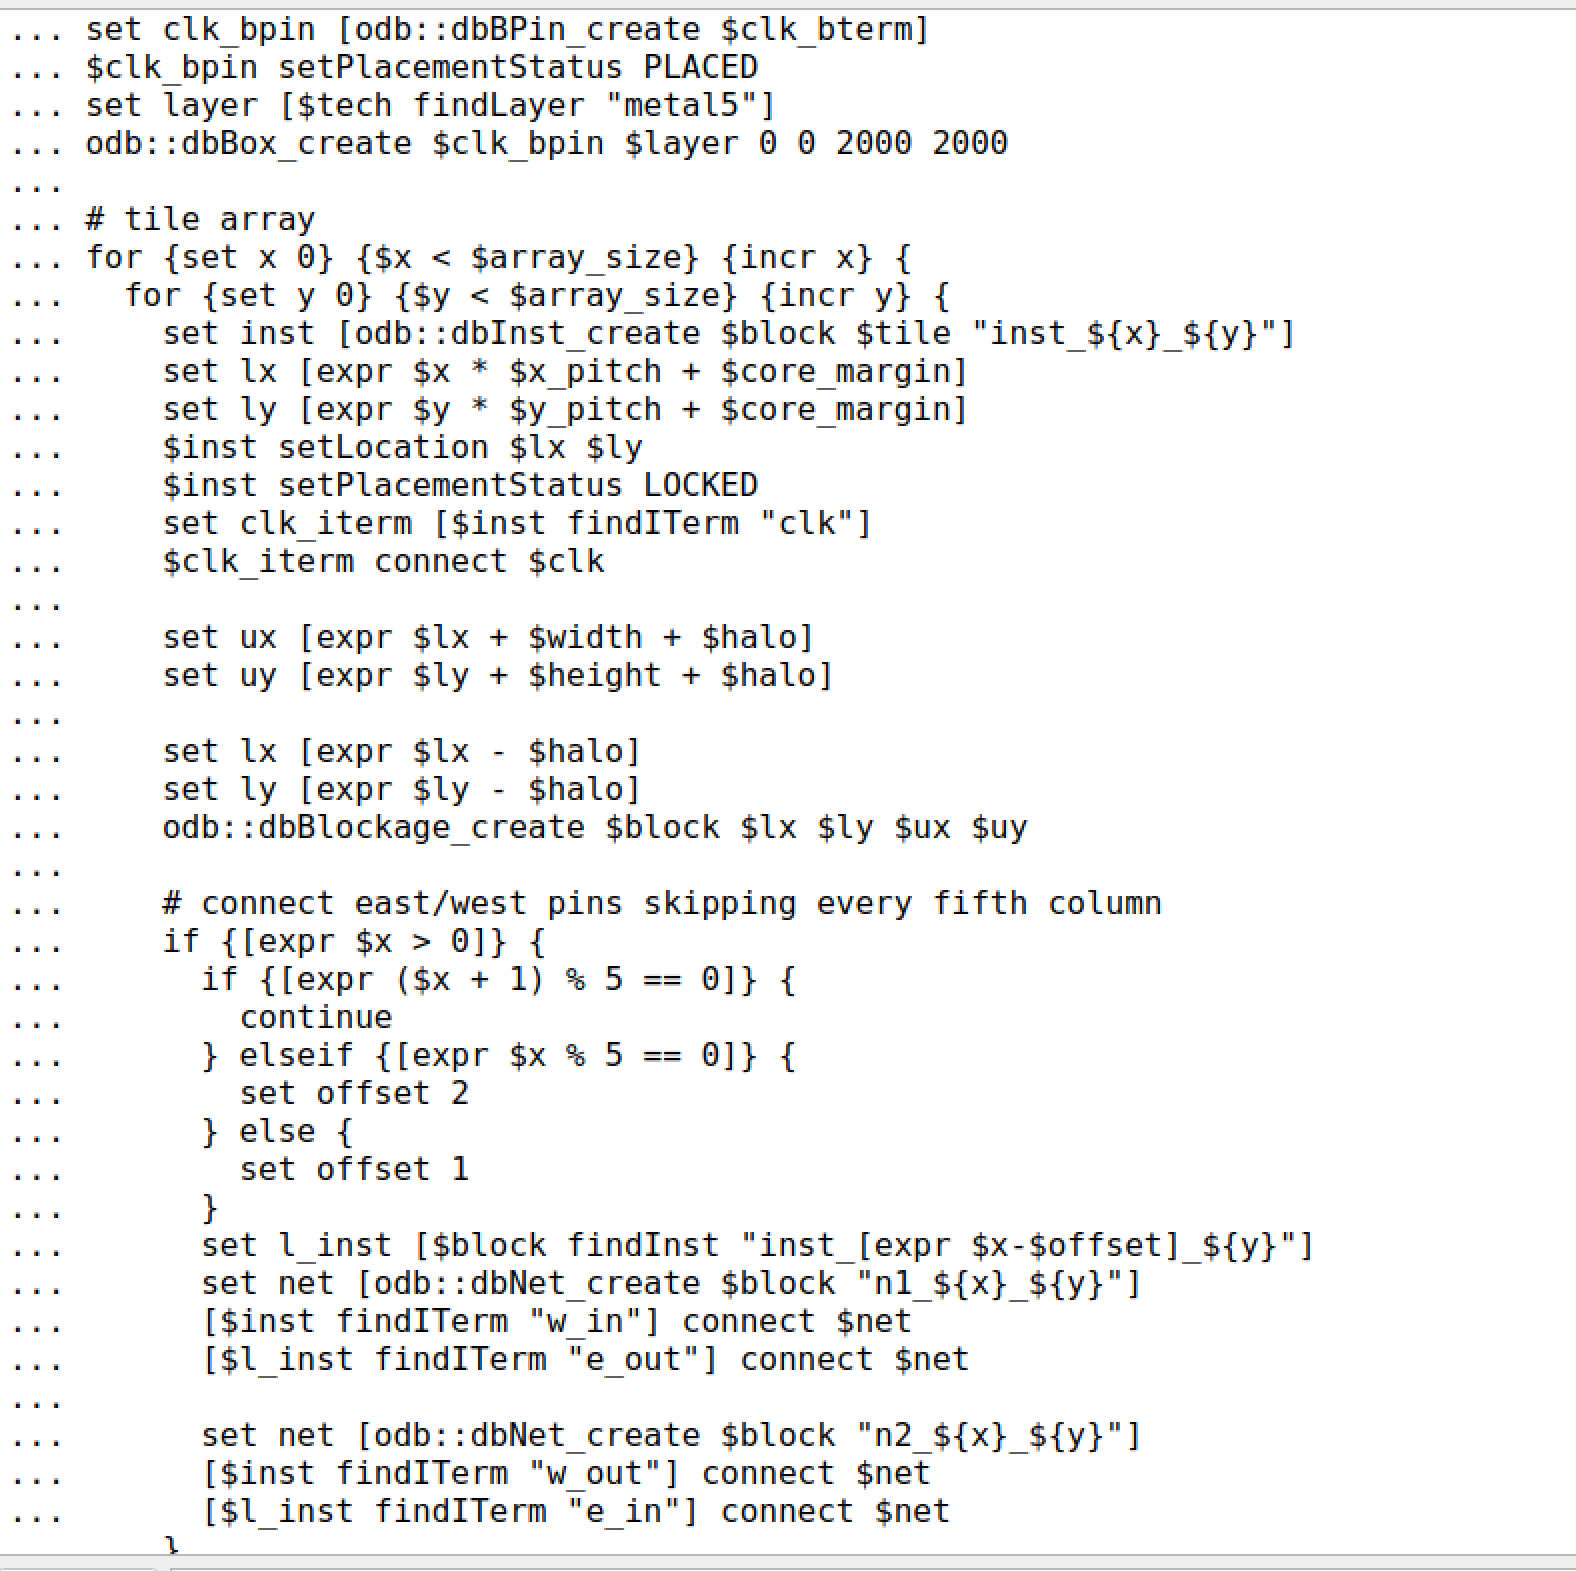 ... set clk_bpin [odb::dbBPin_create $clk_bterm]
... $clk_bpin setPlacementStatus PLACED
... set layer [$tech findLayer "metal5"]
... odb::dbBox_create $clk_bpin $layer 0 0 2000 2000
...
... # tile array
... for {set x 0} {$x < $array_size} {incr x} {
...   for {set y 0} {$y < $array_size} {incr y} {
...     set inst [odb::dbInst_create $block $tile "inst_${x}_${y}"]
...     set lx [expr $x * $x_pitch + $core_margin]
...     set ly [expr $y * $y_pitch + $core_margin]
...     $inst setLocation $lx $ly
...     $inst setPlacementStatus LOCKED
...     set clk_iterm [$inst findITerm "clk"]
...     $clk_iterm connect $clk
...
...     set ux [expr $lx + $width + $halo]
...     set uy [expr $ly + $height + $halo]
...
...     set lx [expr $lx - $halo]
...     set ly [expr $ly - $halo]
...     odb::dbBlockage_create $block $lx $ly $ux $uy
...
...     # connect east/west pins skipping every fifth column
...     if {[expr $x > 0]} {
...       if {[expr ($x + 1) % 5 == 0]} {
...         continue
...       } elseif {[expr $x % 5 == 0]} {
...         set offset 2
...       } else {
...         set offset 1
...       }
...       set l_inst [$block findInst "inst_[expr $x-$offset]_${y}"]
...       set net [odb::dbNet_create $block "n1_${x}_${y}"]
...       [$inst findITerm "w_in"] connect $net
...       [$l_inst findITerm "e_out"] connect $net
...
...       set net [odb::dbNet_create $block "n2_${x}_${y}"]
...       [$inst findITerm "w_out"] connect $net
...       [$l_inst findITerm "e_in"] connect $net
...     }